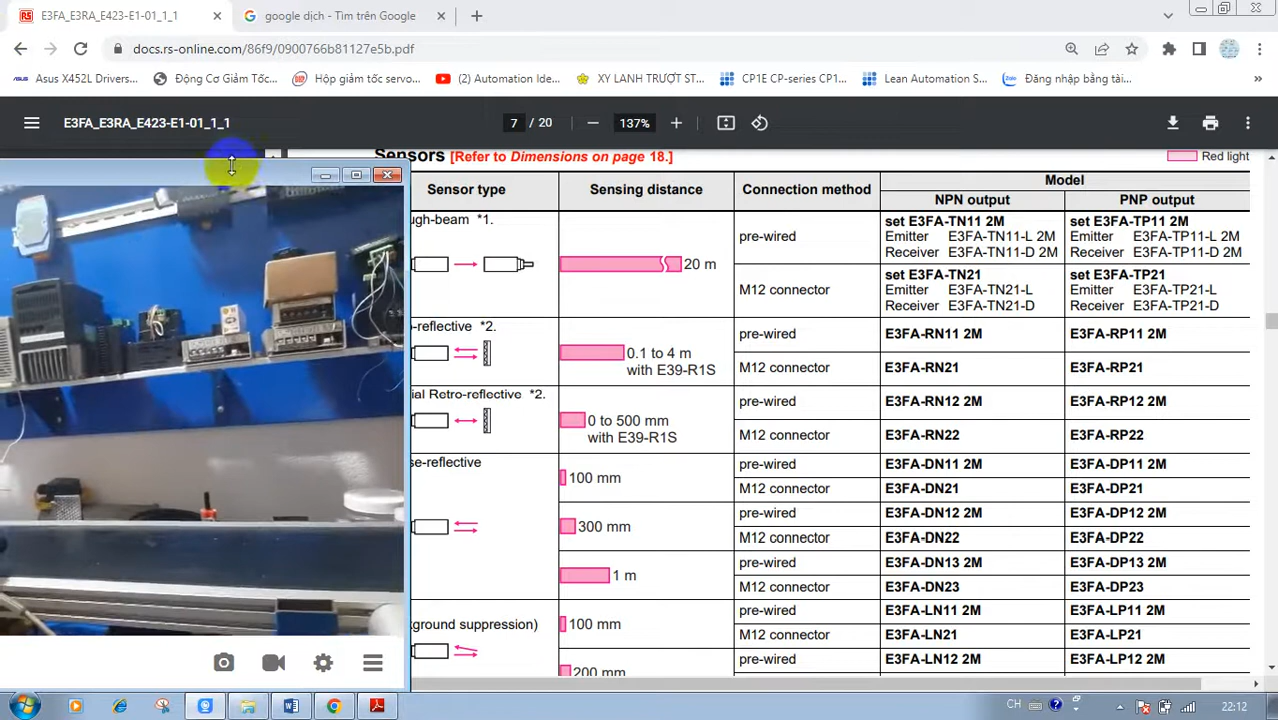 E3FA_E3RA_E423-E1-01_1_1
google dịch - Tìm trên Google
docs.rs-online.com/86f9/0900766b81127e5b.pdf
Asus X452L Drivers...
Động Cơ Giảm Tốc...
Hộp giảm tốc servo...
(2) Automation Ide...
XY LANH TRƯỢT ST...
CP1E CP-series CP1...
Lean Automation S...
Đăng nhập bằng tài...
E3FA_E3RA_E423-E1-01_1_1
7 / 20
137%
Sensors [Refer to Dimensions on page 18.]
Red light
Sensor type
Sensing distance
Connection method
Model
NPN output
PNP output
ugh-beam *1.
20 m
pre-wired
set E3FA-TN11 2M
Emitter E3FA-TN11-L 2M
Receiver E3FA-TN11-D 2M
set E3FA-TP11 2M
Emitter E3FA-TP11-L 2M
Receiver E3FA-TP11-D 2M
M12 connector
set E3FA-TN21
Emitter E3FA-TN21-L
Receiver E3FA-TN21-D
set E3FA-TP21
Emitter E3FA-TP21-L
Receiver E3FA-TP21-D
o-reflective *2.
0.1 to 4 m
with E39-R1S
pre-wired
E3FA-RN11 2M
E3FA-RP11 2M
M12 connector
E3FA-RN21
E3FA-RP21
ial Retro-reflective *2.
0 to 500 mm
with E39-R1S
pre-wired
E3FA-RN12 2M
E3FA-RP12 2M
M12 connector
E3FA-RN22
E3FA-RP22
se-reflective
100 mm
pre-wired
E3FA-DN11 2M
E3FA-DP11 2M
M12 connector
E3FA-DN21
E3FA-DP21
300 mm
pre-wired
E3FA-DN12 2M
E3FA-DP12 2M
M12 connector
E3FA-DN22
E3FA-DP22
1 m
pre-wired
E3FA-DN13 2M
E3FA-DP13 2M
M12 connector
E3FA-DN23
E3FA-DP23
kground suppression)
100 mm
pre-wired
E3FA-LN11 2M
E3FA-LP11 2M
M12 connector
E3FA-LN21
E3FA-LP21
200 mm
pre-wired
E3FA-LN12 2M
E3FA-LP12 2M
CH
22:12